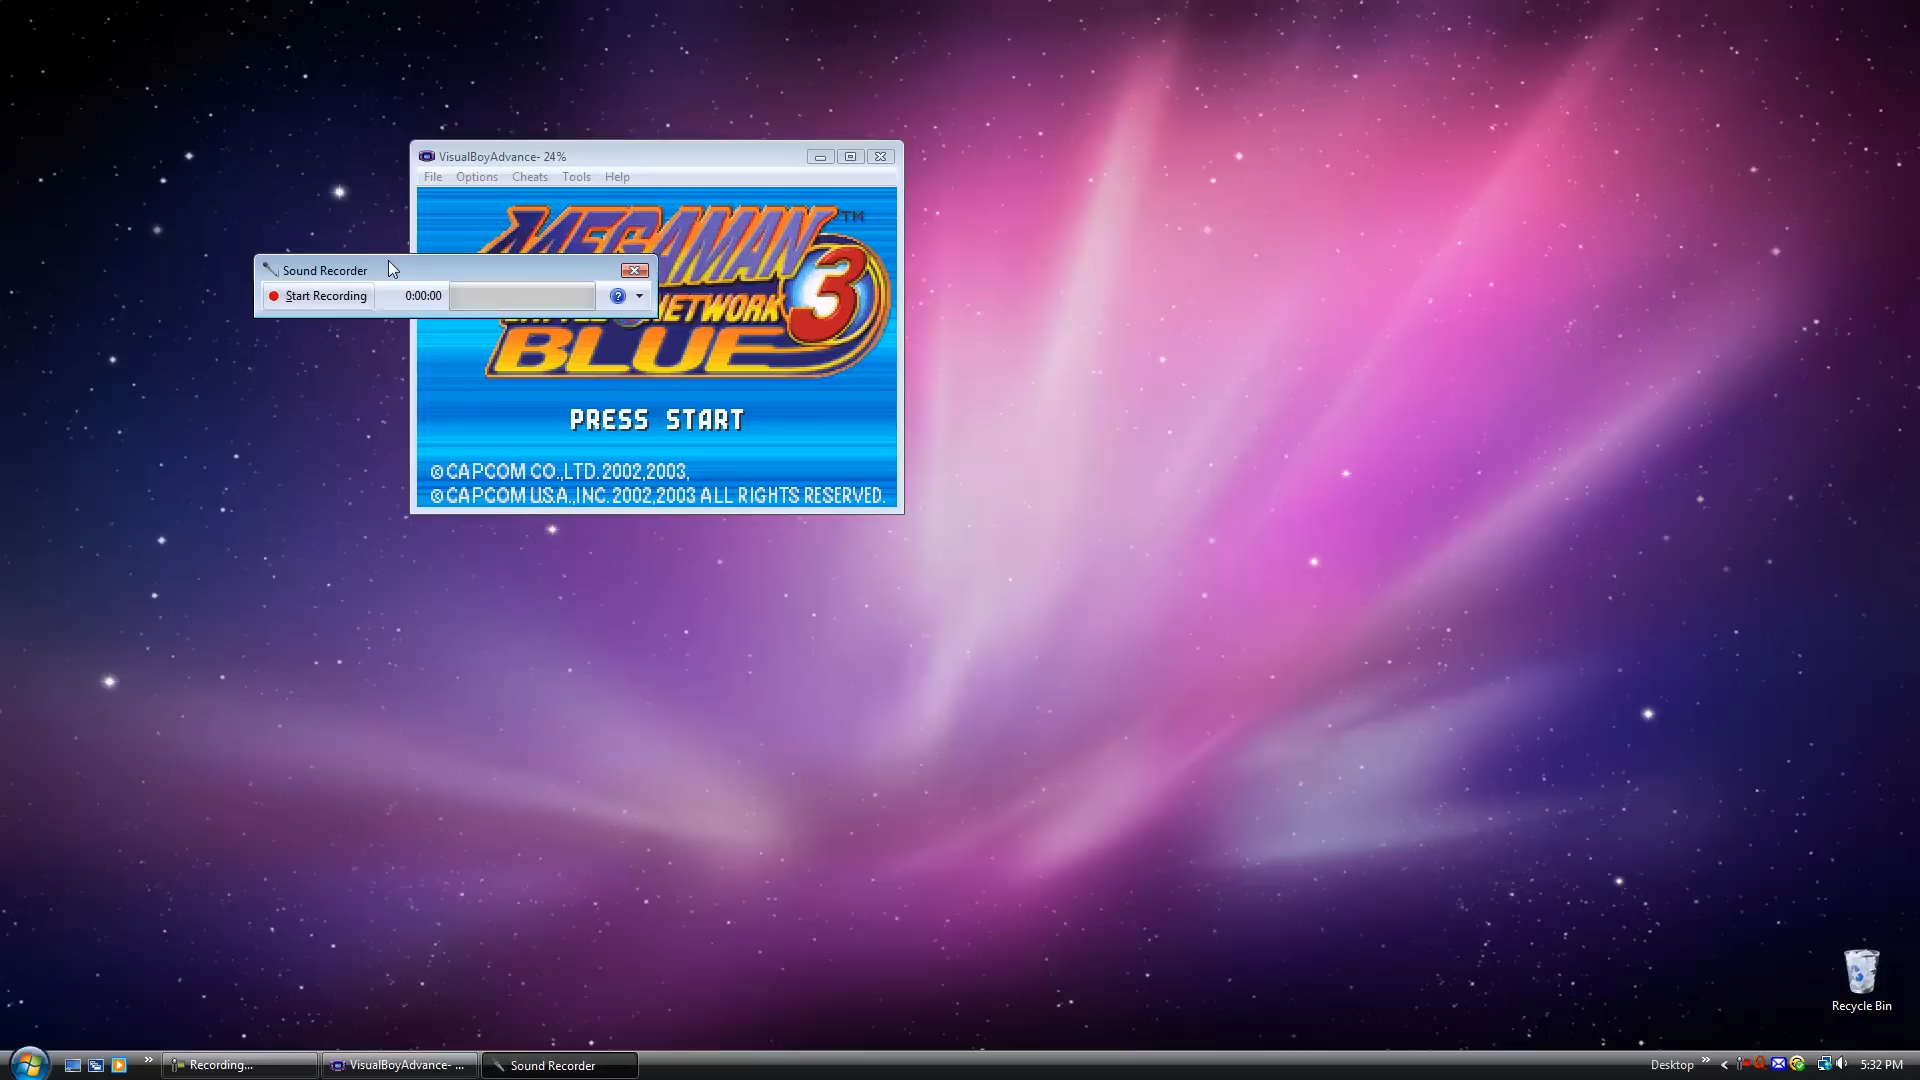 VisualBoyAdvance- 24%
File Options Cheats Tools Help
MEGAMAN TM
Sound Recorder
Start Recording 0:00:00
NETWORK 3
BLUE
PRESS START
©CAPCOM CO.,LTD. 2002,2003,
©CAPCOM U.S.A.,INC. 2002,2003 ALL RIGHTS RESERVED.
Recycle Bin
Recording...
VisualBoyAdvance- ...
Sound Recorder
Desktop
5:32 PM